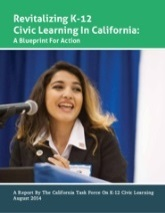 Revitalizing K-12
Civic Learning In California:
A Blueprint For Action
A Report By The California Task Force On K-12 Civic Learning
August 2014